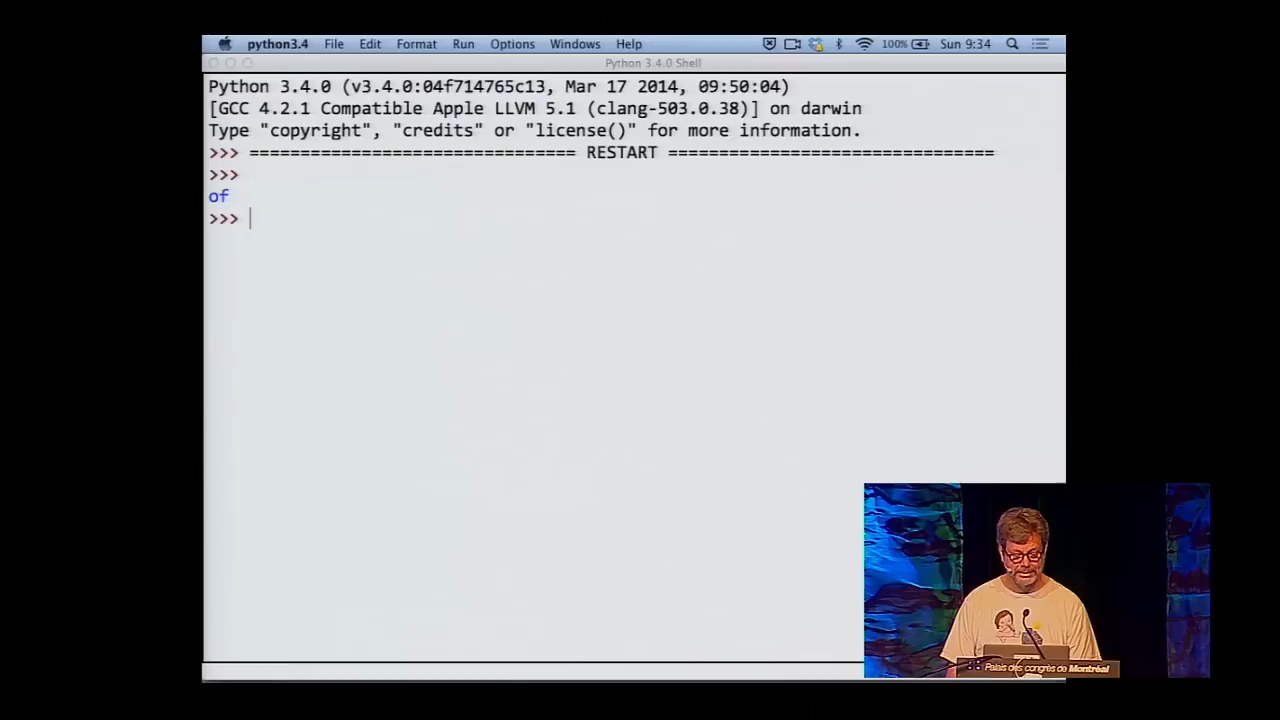 python3.4 File Edit Format Run Options Windows Help 100% Sun 9:34
Python 3.4.0 Shell
Python 3.4.0 (v3.4.0:04f714765c13, Mar 17 2014, 09:50:04)
[GCC 4.2.1 Compatible Apple LLVM 5.1 (clang-503.0.38)] on darwin
Type "copyright", "credits" or "license()" for more information.
>>> ================================ RESTART ================================
>>>
of
>>>
Palais des congrès de Montréal